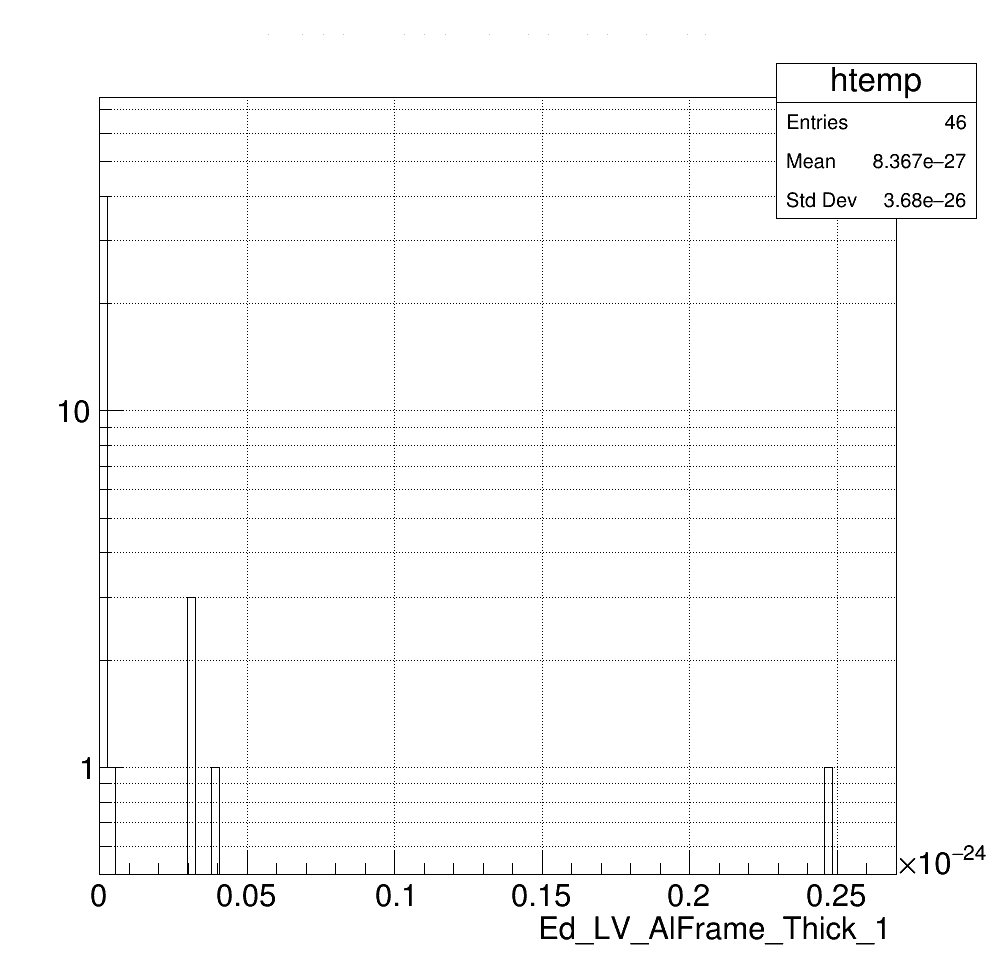 htemp
Entries 46
Mean 8.367e−27
Std Dev 3.68e−26
10
1
×10⁻²⁴
0 0.05 0.1 0.15 0.2 0.25
Ed_LV_AlFrame_Thick_1